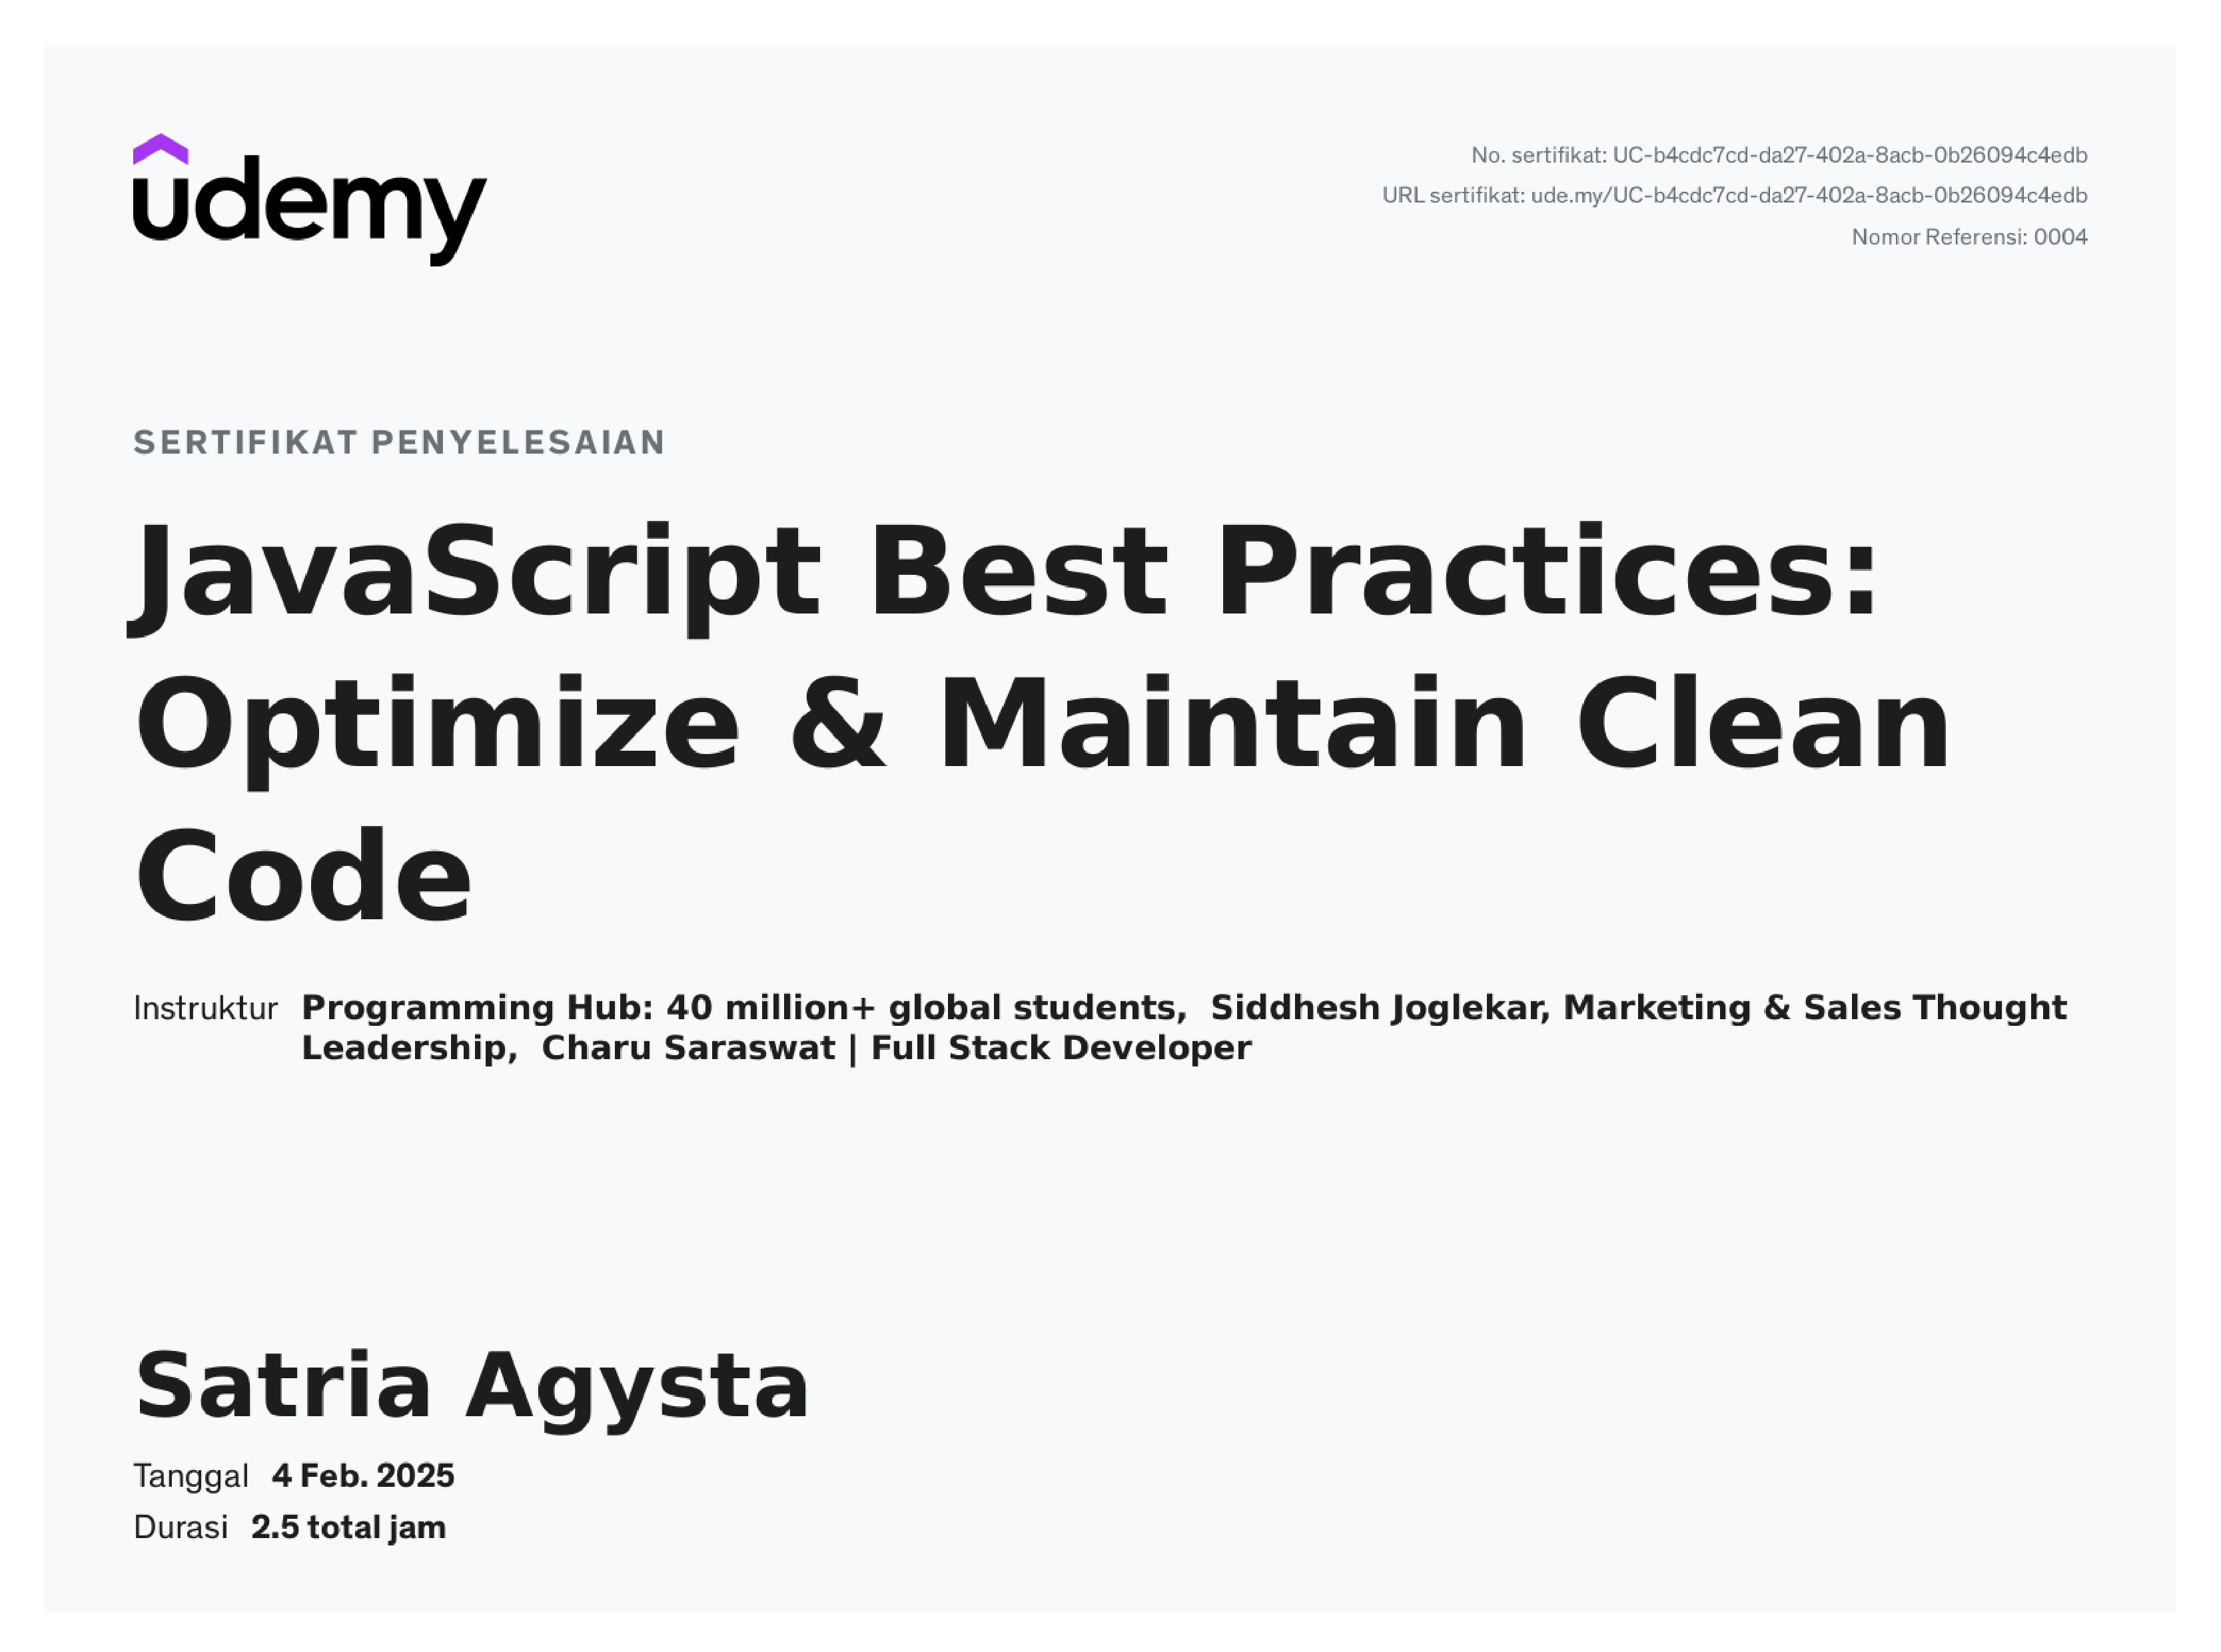 udemy
No. sertifikat: UC-b4cdc7cd-da27-402a-8acb-0b26094c4edb
URL sertifikat: ude.my/UC-b4cdc7cd-da27-402a-8acb-0b26094c4edb
Nomor Referensi: 0004
SERTIFIKAT PENYELESAIAN
JavaScript Best Practices:
Optimize & Maintain Clean
Code
Instruktur Programming Hub: 40 million+ global students, Siddhesh Joglekar, Marketing & Sales Thought
Leadership, Charu Saraswat | Full Stack Developer
Satria Agysta
Tanggal 4 Feb. 2025
Durasi 2.5 total jam